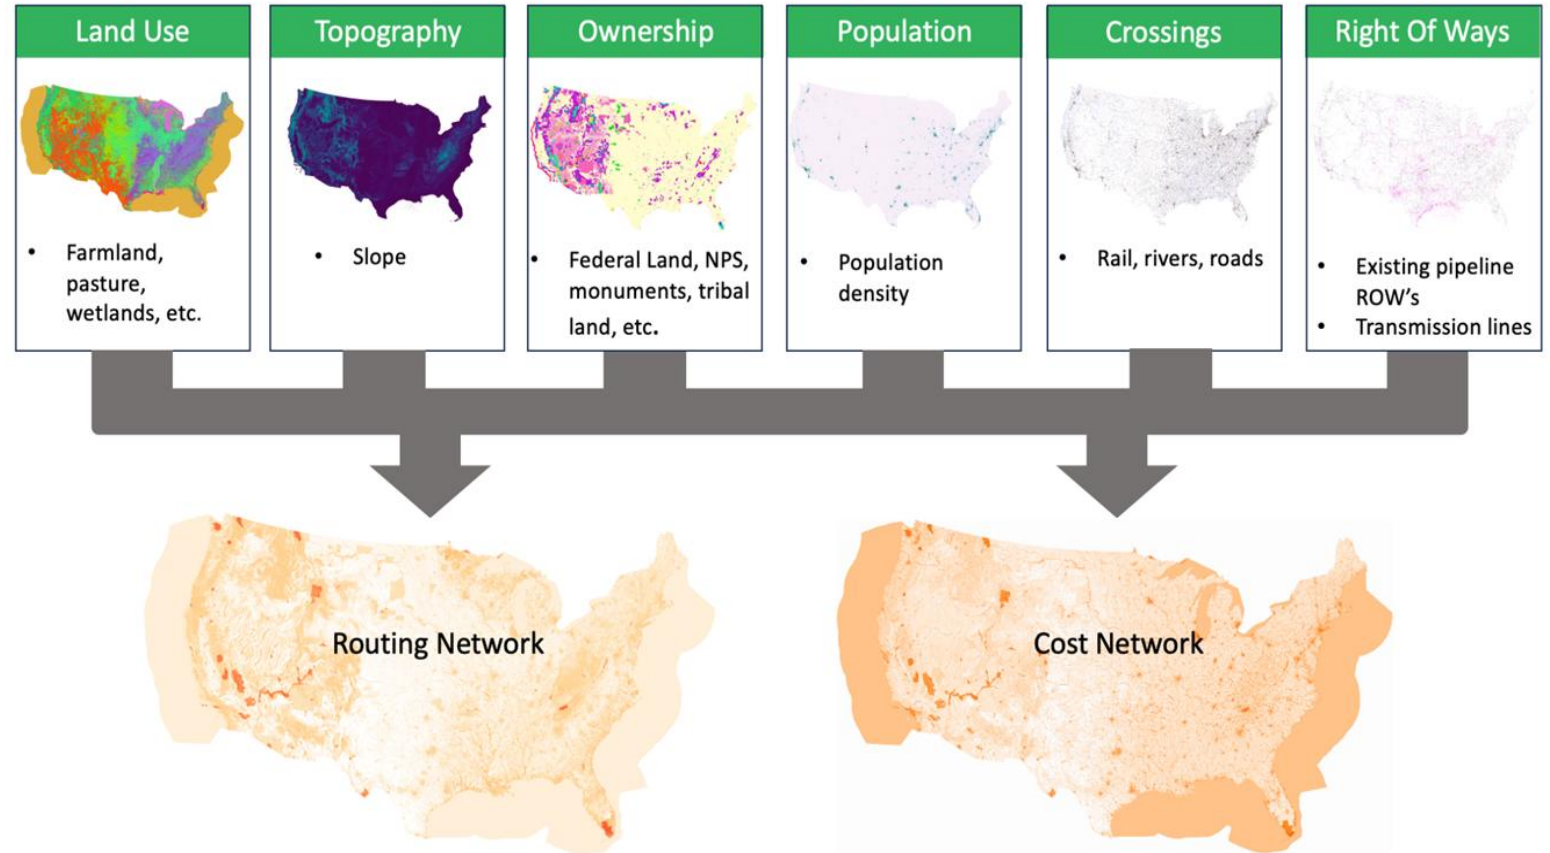 Land Use
Topography
Ownership
Population
Crossings
Right Of Ways
• Farmland,
pasture,
wetlands, etc.
• Slope
• Federal Land, NPS,
monuments, tribal
land, etc.
• Population
density
• Rail, rivers, roads
• Existing pipeline
ROW’s
• Transmission lines
Routing Network
Cost Network